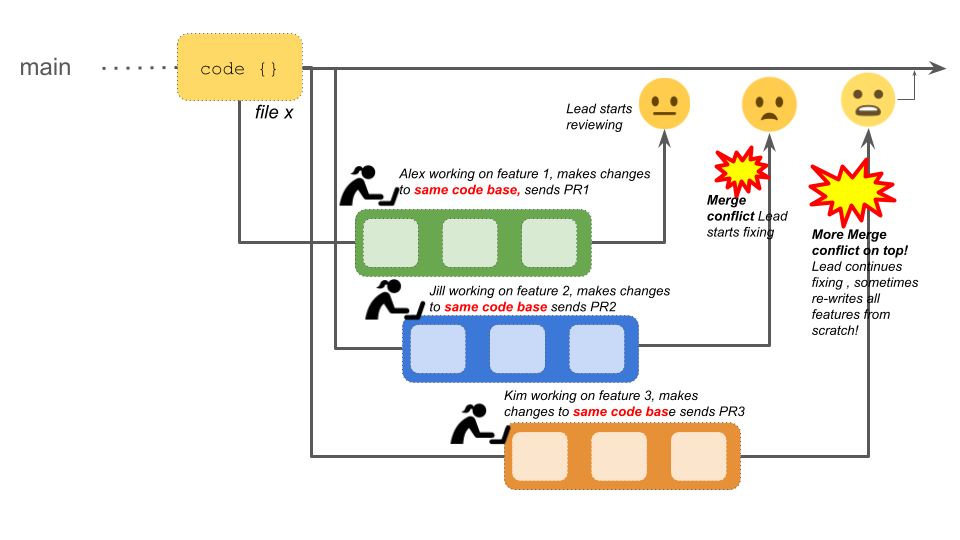 main
code {}
file x
Lead starts
reviewing
Alex working on feature 1, makes changes
to same code base, sends PR1
Merge
conflict Lead
starts fixing
More Merge
conflict on top!
Lead continues
fixing , sometimes
re-writes all
features from
scratch!
Jill working on feature 2, makes changes
to same code base sends PR2
Kim working on feature 3, makes
changes to same code base sends PR3